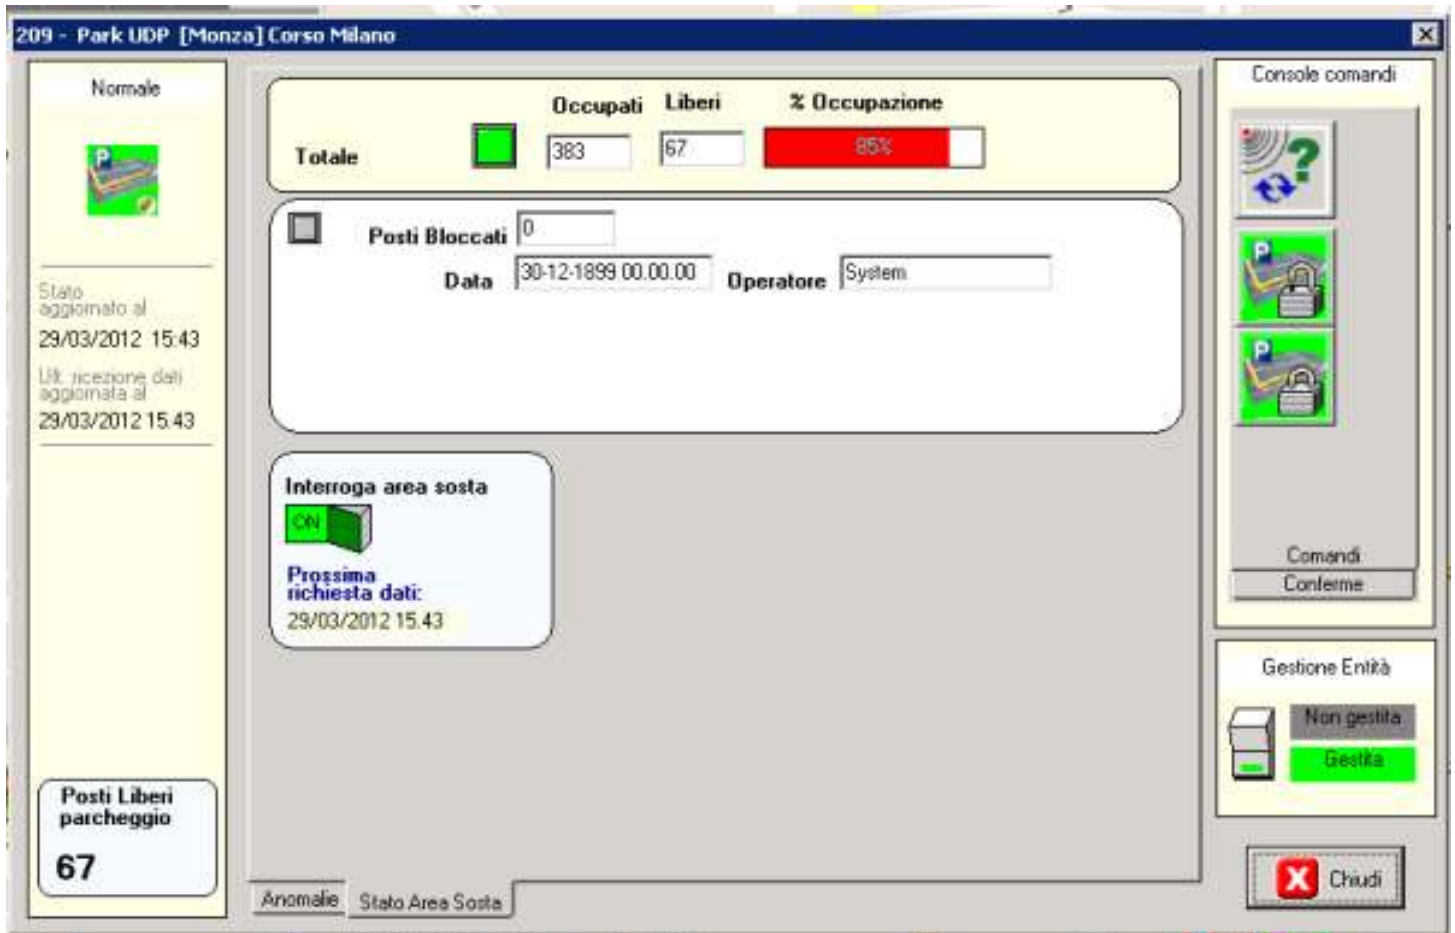 209 - Park UDP [Monza] Corso Milano
Normale
Stato
aggiornato al
29/03/2012 15:43
Ult. ricezione dati
aggiornata al
29/03/2012 15.43
Posti Liberi
parcheggio
67
Occupati Liberi % Occupazione
Totale 383 67 85%
Posti Bloccati 0
Data 30-12-1899 00.00.00 Operatore System
Interroga area sosta
ON
Prossima
richiesta dati:
29/03/2012 15.43
Anomalie Stato Area Sosta
Console comandi
Comandi
Conferme
Gestione Entità
Non gestita
Gestita
Chiudi